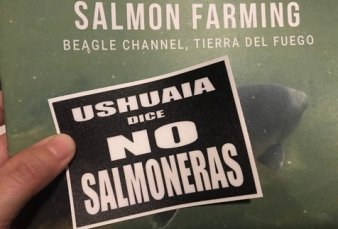 SALMON FARMING
BEAGLE CHANNEL, TIERRA DEL FUEGO
USHUAIA
DICE
NO
SALMONERAS